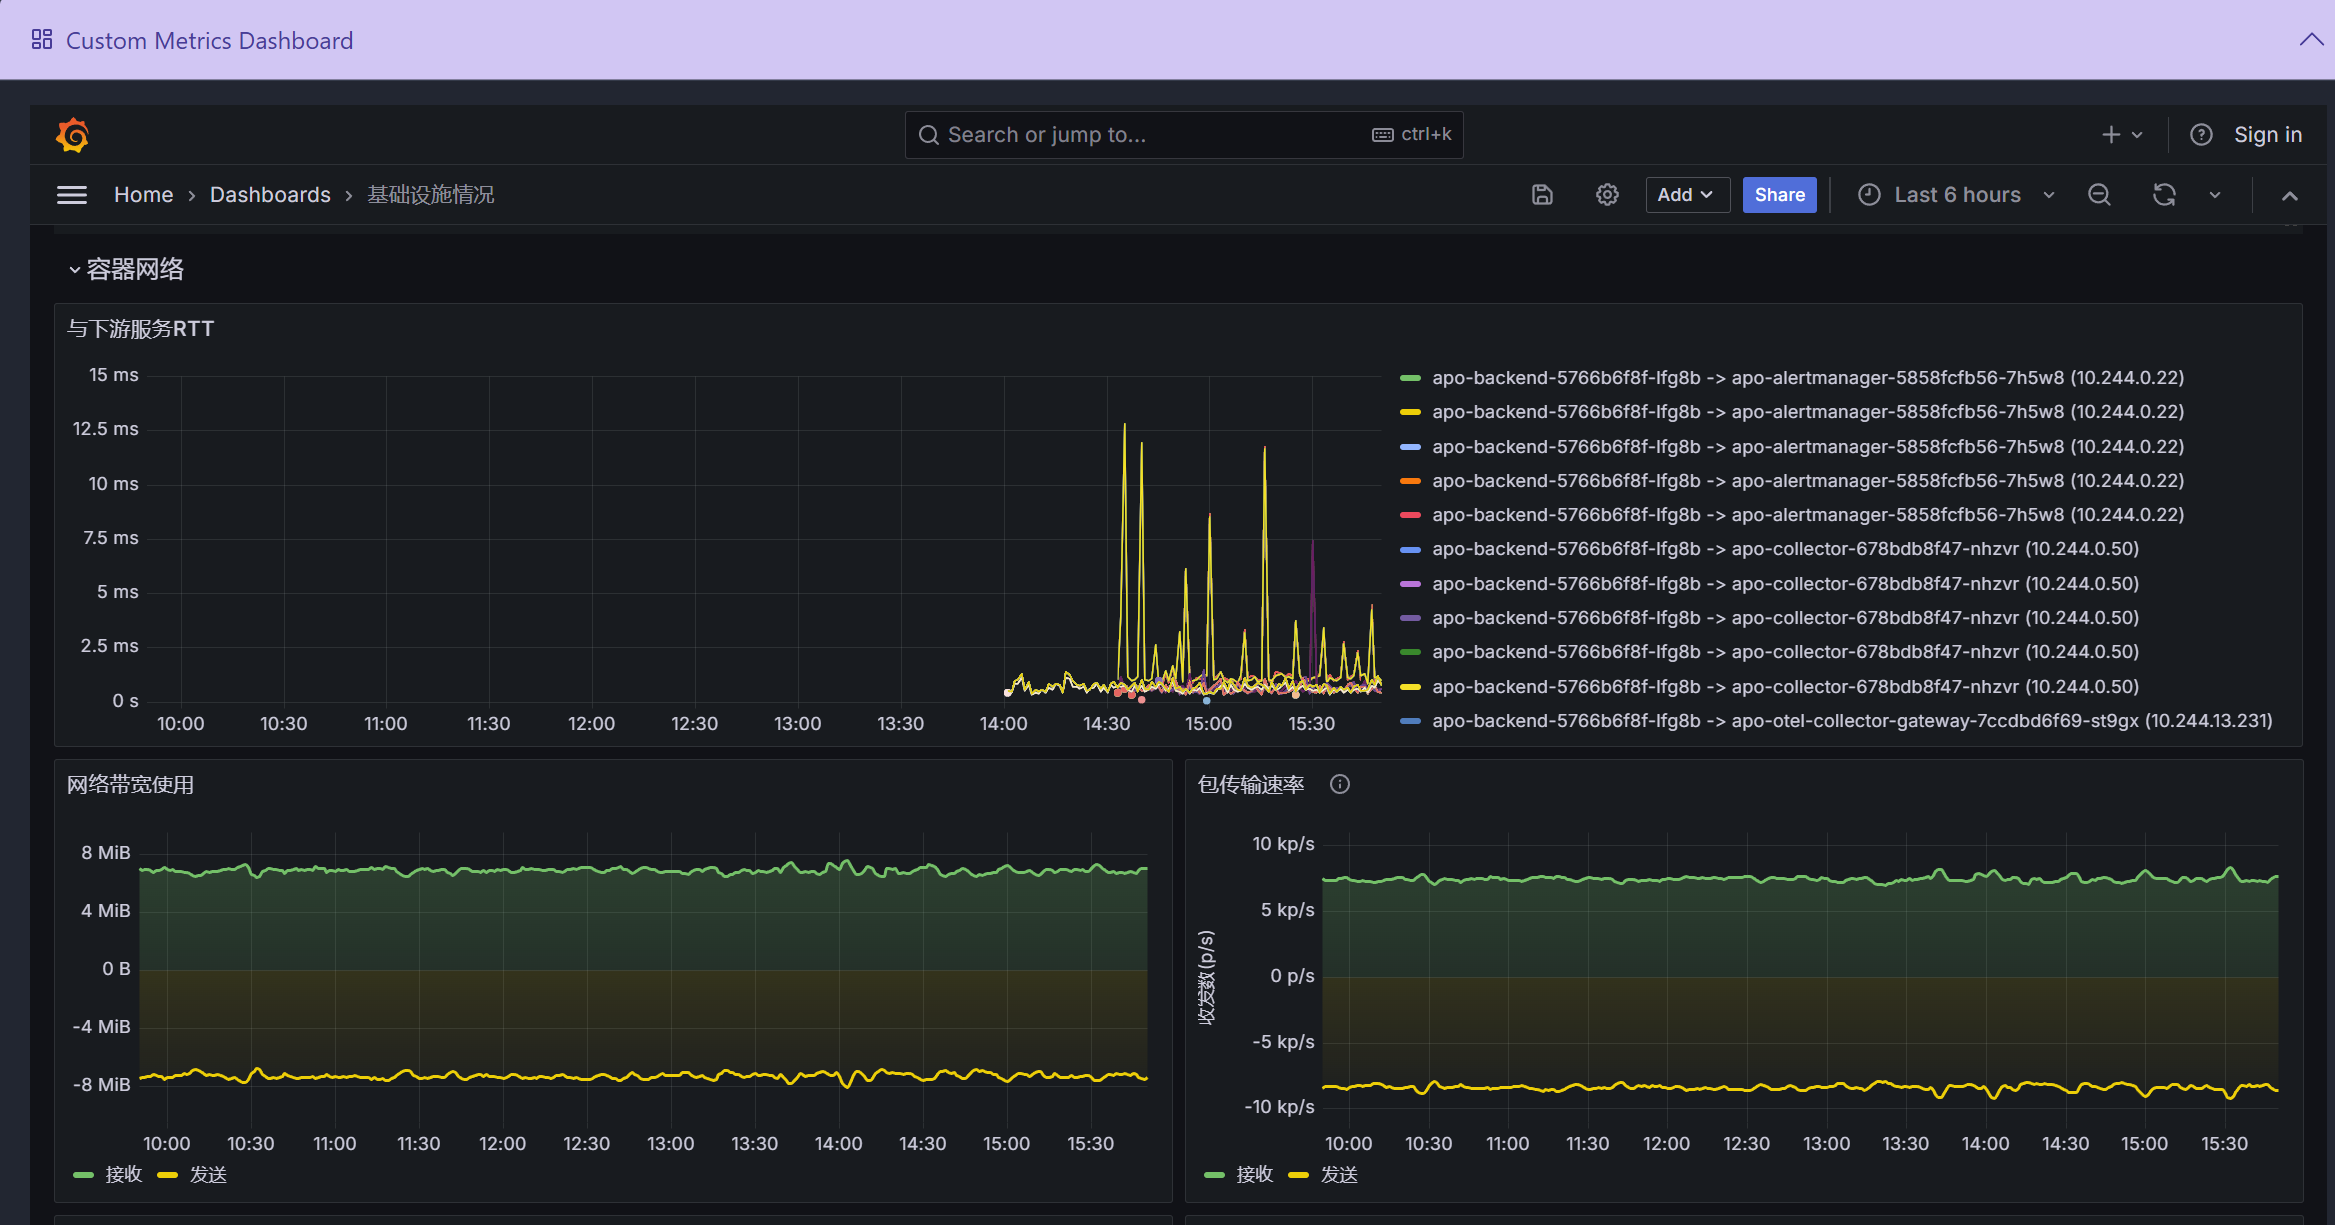 Custom Metrics Dashboard
Search or jump to... ctrl+k
Sign in
Home › Dashboards › 基础设施情况
Add
Share
Last 6 hours
容器网络
与下游服务RTT
15 ms
12.5 ms
10 ms
7.5 ms
5 ms
2.5 ms
0 s
10:00 10:30 11:00 11:30 12:00 12:30 13:00 13:30 14:00 14:30 15:00 15:30
apo-backend-5766b6f8f-lfg8b -> apo-alertmanager-5858fcfb56-7h5w8 (10.244.0.22)
apo-backend-5766b6f8f-lfg8b -> apo-alertmanager-5858fcfb56-7h5w8 (10.244.0.22)
apo-backend-5766b6f8f-lfg8b -> apo-alertmanager-5858fcfb56-7h5w8 (10.244.0.22)
apo-backend-5766b6f8f-lfg8b -> apo-alertmanager-5858fcfb56-7h5w8 (10.244.0.22)
apo-backend-5766b6f8f-lfg8b -> apo-alertmanager-5858fcfb56-7h5w8 (10.244.0.22)
apo-backend-5766b6f8f-lfg8b -> apo-collector-678bdb8f47-nhzvr (10.244.0.50)
apo-backend-5766b6f8f-lfg8b -> apo-collector-678bdb8f47-nhzvr (10.244.0.50)
apo-backend-5766b6f8f-lfg8b -> apo-collector-678bdb8f47-nhzvr (10.244.0.50)
apo-backend-5766b6f8f-lfg8b -> apo-collector-678bdb8f47-nhzvr (10.244.0.50)
apo-backend-5766b6f8f-lfg8b -> apo-collector-678bdb8f47-nhzvr (10.244.0.50)
apo-backend-5766b6f8f-lfg8b -> apo-otel-collector-gateway-7ccdbd6f69-st9gx (10.244.13.231)
网络带宽使用
8 MiB
4 MiB
0 B
-4 MiB
-8 MiB
10:00 10:30 11:00 11:30 12:00 12:30 13:00 13:30 14:00 14:30 15:00 15:30
接收 发送
包传输速率
收发数(p/s)
10 kp/s
5 kp/s
0 p/s
-5 kp/s
-10 kp/s
10:00 10:30 11:00 11:30 12:00 12:30 13:00 13:30 14:00 14:30 15:00 15:30
接收 发送